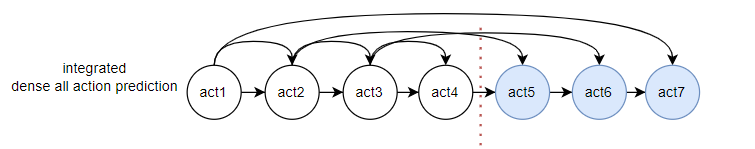 integrated
dense all action prediction
act1 act2 act3 act4 act5 act6 act7